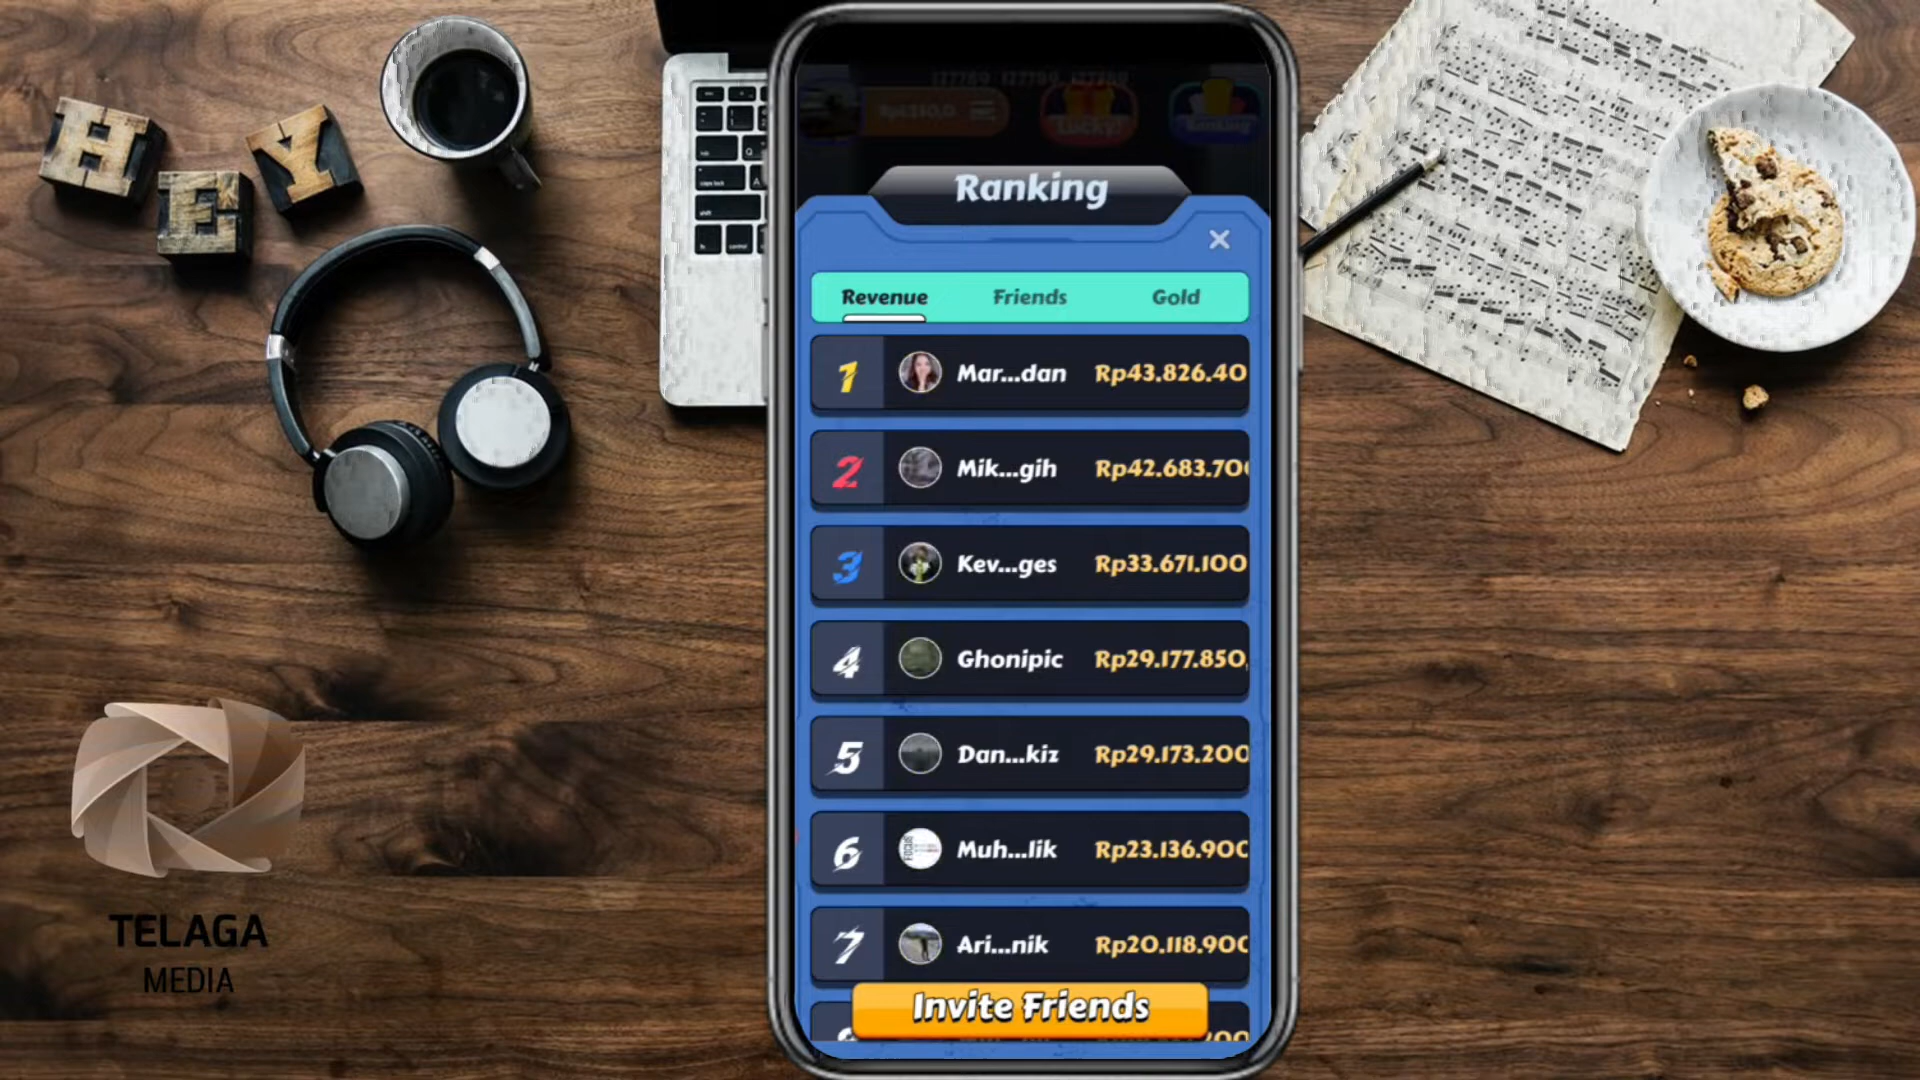 HEY
Ranking
Revenue Friends Gold
1 Mar...dan Rp43.826.40
2 Mik...gih Rp42.683.70
3 Kev...ges Rp33.671.100
4 Ghonipic Rp29.177.850,
5 Dan...kiz Rp29.173.200
6 Muh...lik Rp23.136.900
7 Ari...nik Rp20.118.900
Invite Friends
TELAGA
MEDIA